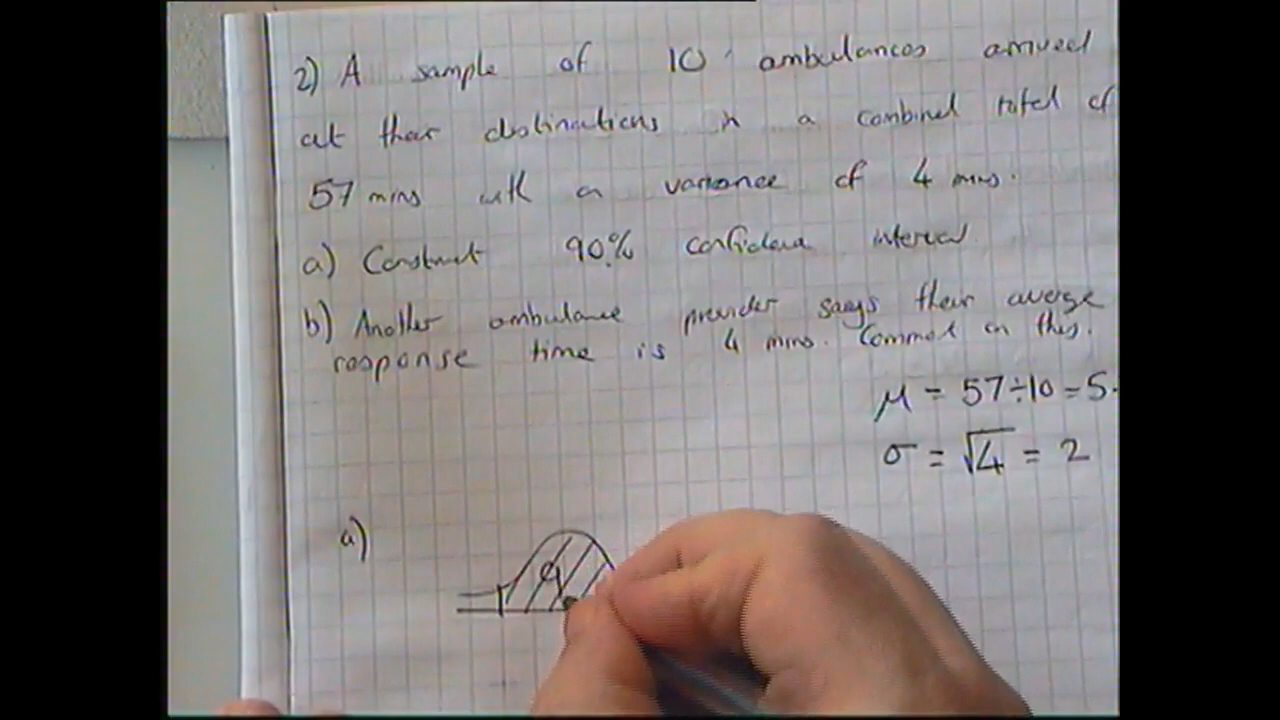 2) A sample of 10 ambulances arrived
at their destinations in a combined total of
57 mins with a variance of 4 mins.
a) Construct 90% confidence interval
b) Another ambulance provider says their averge
response time is 4 mins. Comment on this.
μ = 57÷10 = 5.
σ = √4 = 2
a)